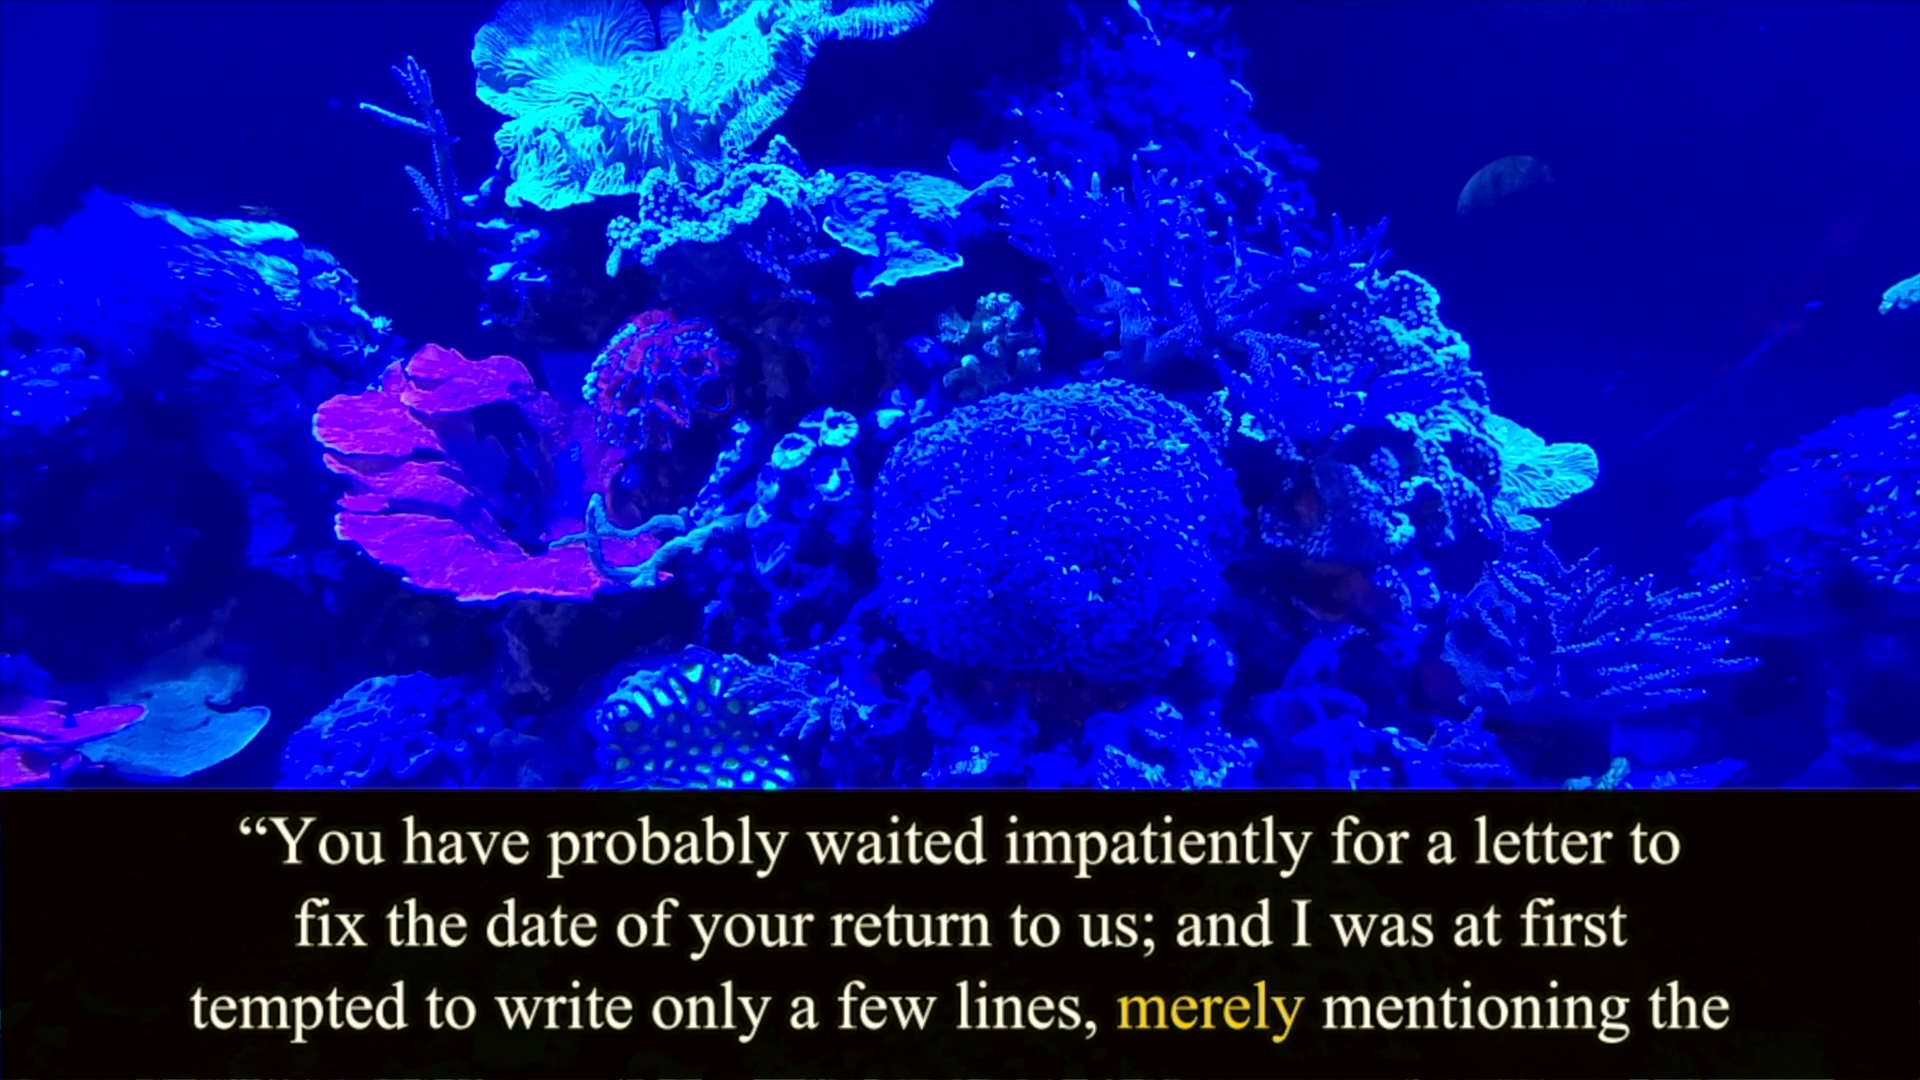 “You have probably waited impatiently for a letter to
fix the date of your return to us; and I was at first
tempted to write only a few lines, merely mentioning the